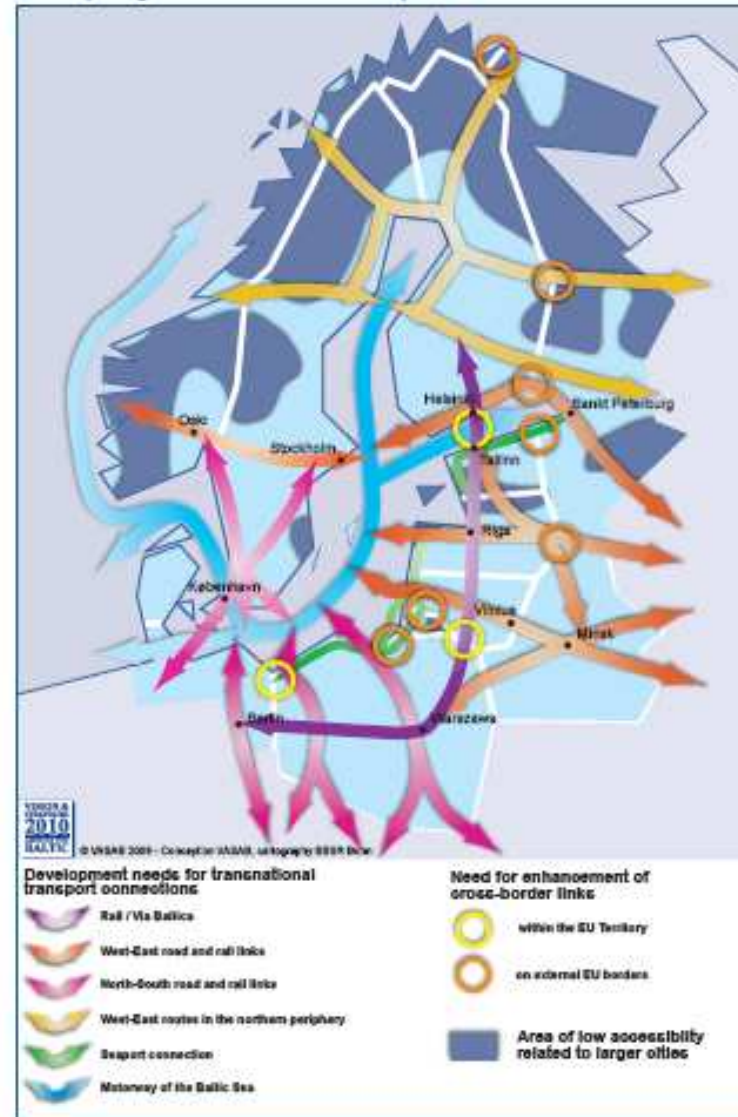 Oslo
Stockholm
Helsinki
Sankt Peterburg
Tallinn
Riga
København
Vilnius
Minsk
Berlin
Warszawa
2010
BALTIC
© VASAB 2009 - Conception VASAB, cartography BBSR Bonn
Development needs for transnational
transport connections
Rail / Via Baltica
West-East road and rail links
North-South road and rail links
West-East routes in the northern periphery
Seaport connection
Motorway of the Baltic Sea
Need for enhancement of
cross-border links
within the EU Territory
on external EU borders
Area of low accessiblity
related to larger cities